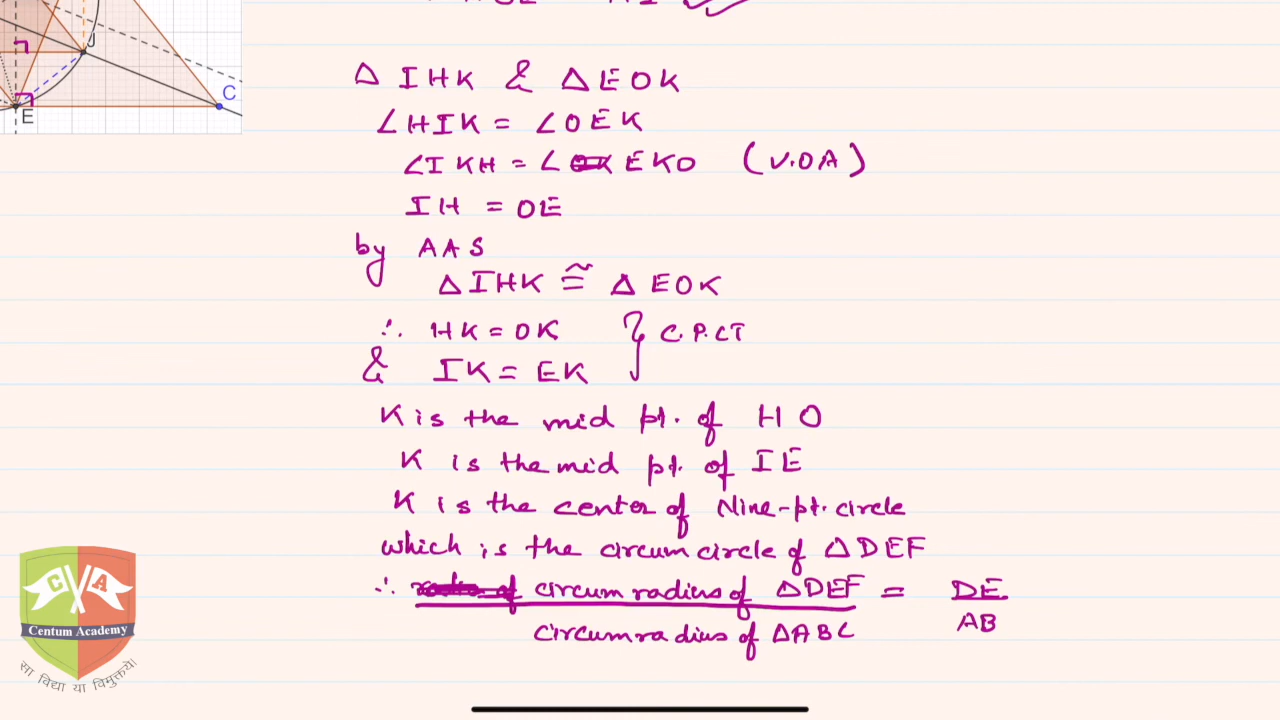 J
C
E
Δ IHK & Δ EOK
∠HIK = ∠OEK
∠IKH = ∠ EKO (V.O A)
IH = OE
by AAS
Δ IHK ≅ Δ EOK
∴ HK = OK } C.P.CT
& IK = EK
K is the mid pt. of HO
K is the mid pt. of IE
K is the center of Nine-pt. circle
which is the circumcircle of ΔDEF
∴ circumradius of ΔDEF = DE
circumradius of ΔABC AB
C A
Centum Academy
सा विद्या या विमुक्तये।